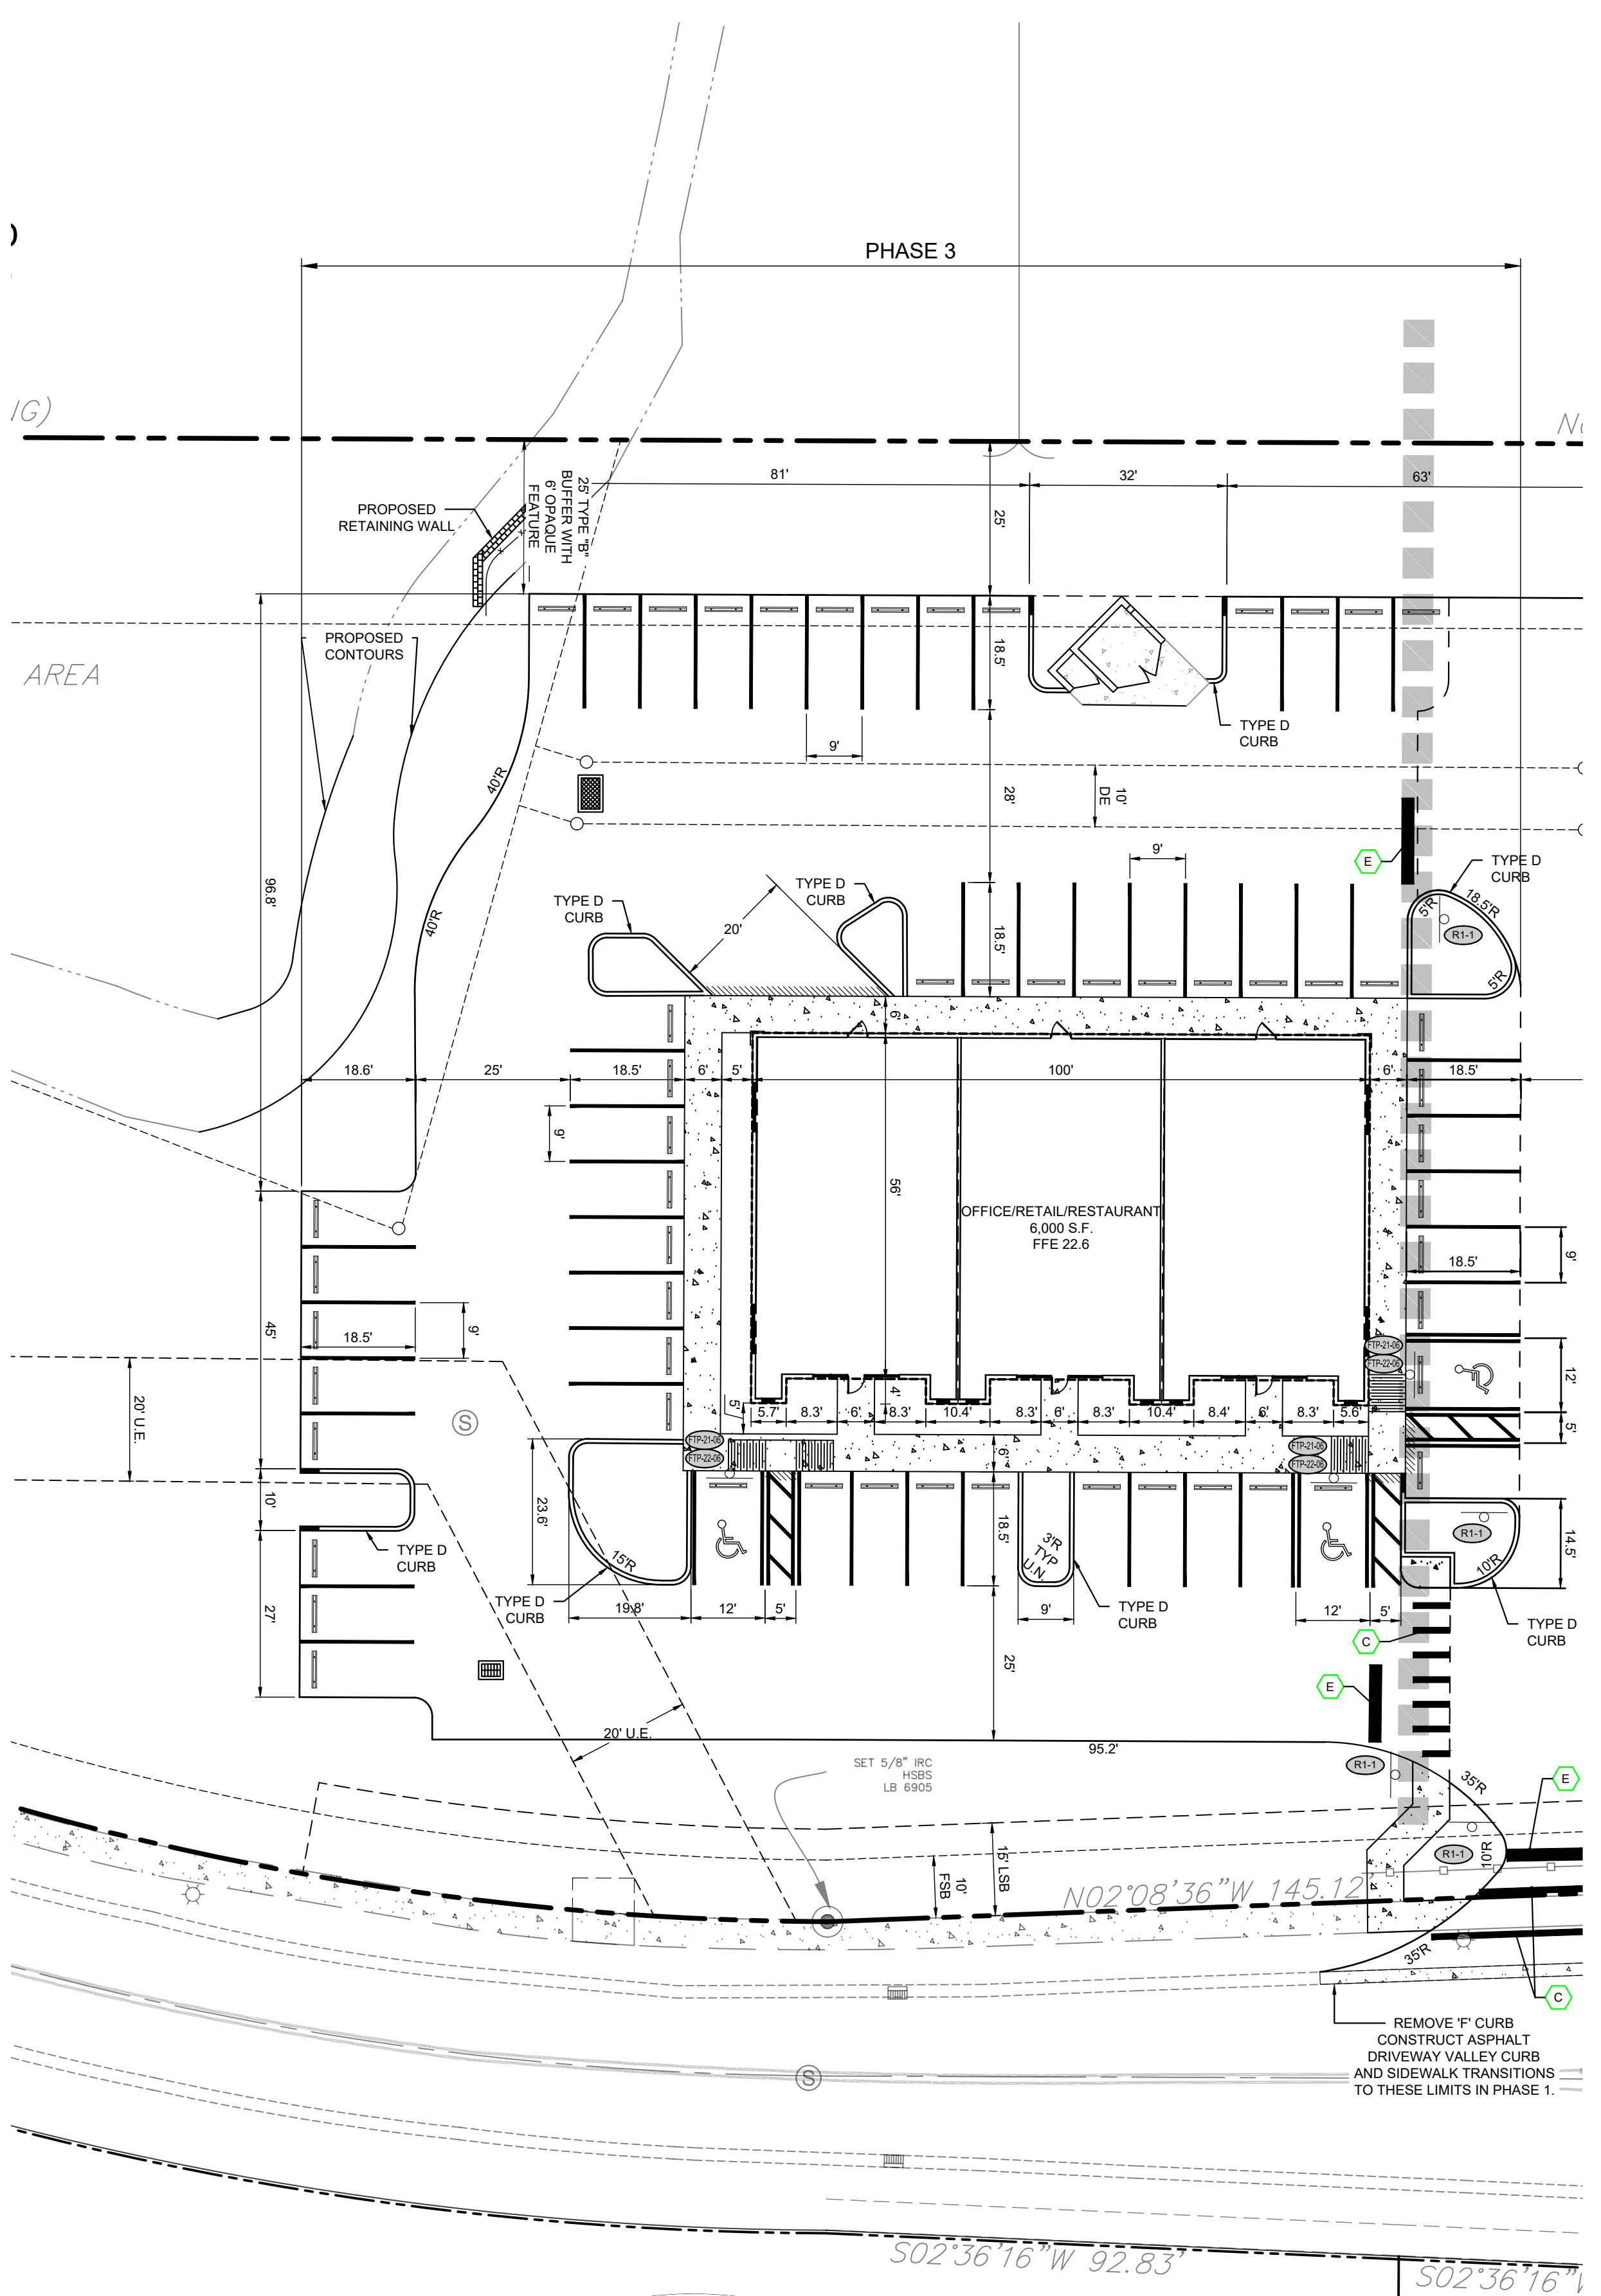 PHASE 3
)
IG)
N
81'
32'
63'
25'
25' TYPE "B"
BUFFER WITH
6' OPAQUE
FEATURE
PROPOSED
RETAINING WALL
PROPOSED
CONTOURS
AREA
18.5'
TYPE D
CURB
9'
40'R
28'
10'
DE
96.8'
9'
E
TYPE D
CURB
TYPE D
CURB
TYPE D
CURB
18.5'R
5'R
R1-1
5'R
20'
18.5'
40'R
6'
18.6'
25'
18.5'
6'
5'
100'
6'
18.5'
9'
56'
OFFICE/RETAIL/RESTAURANT
6,000 S.F.
FFE 22.6
9'
18.5'
45'
18.5'
9'
FTP-21-06
FTP-22-06
12'
20' U.E.
4'
5'
5.7'
8.3'
6'
8.3'
10.4'
8.3'
6'
8.3'
10.4'
8.4'
6'
8.3'
5.6'
5'
S
FTP-21-06
FTP-22-06
6'
FTP-21-06
FTP-22-06
10'
23.6'
18.5'
R1-1
14.5'
TYPE D
CURB
15'R
3'R
TYP
U.N
10'R
TYPE D
CURB
19.8'
12'
5'
9'
TYPE D
CURB
12'
5'
TYPE D
CURB
27'
C
25'
E
20' U.E.
95.2'
SET 5/8" IRC
HSBS
LB 6905
R1-1
35'R
E
15' LSB
10'
FSB
R1-1
10'R
N02°08'36"W 145.12'
35'R
C
REMOVE 'F' CURB
CONSTRUCT ASPHALT
DRIVEWAY VALLEY CURB
AND SIDEWALK TRANSITIONS
TO THESE LIMITS IN PHASE 1.
S
S02°36'16"W 92.83'
S02°36'16"W